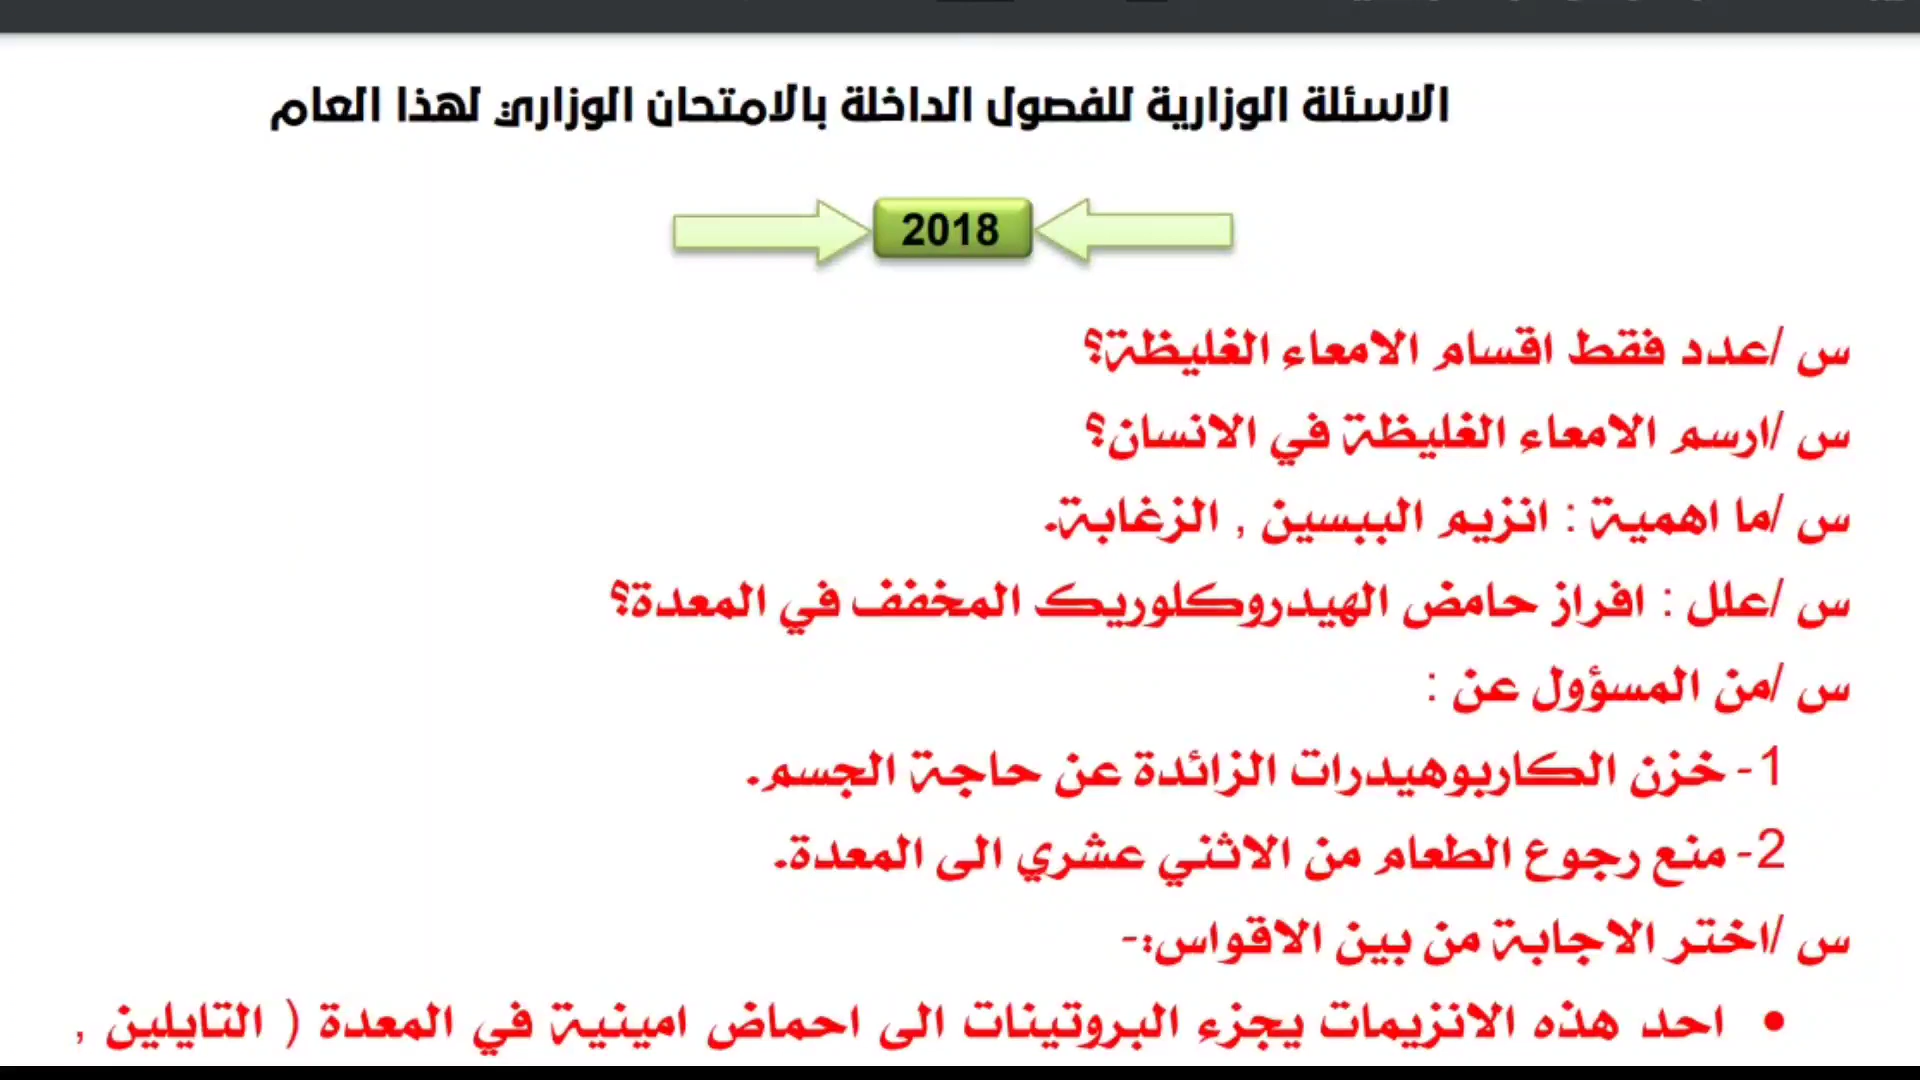 الاسئلة الوزارية للفصول الداخلة بالامتحان الوزاري لهذا العام
2018
س /عدد فقط اقسام الامعاء الغليظة؟
س /ارسم الامعاء الغليظة في الانسان؟
س /ما اهمية : انزيم الببسين , الزغابة.
س /علل : افراز حامض الهيدروكلوريك المخفف في المعدة؟
س /من المسؤول عن :
1- خزن الكاربوهيدرات الزائدة عن حاجة الجسم.
2- منع رجوع الطعام من الاثني عشري الى المعدة.
س /اختر الاجابة من بين الاقواس:-
• احد هذه الانزيمات يجزء البروتينات الى احماض امينية في المعدة ( التايلين ,